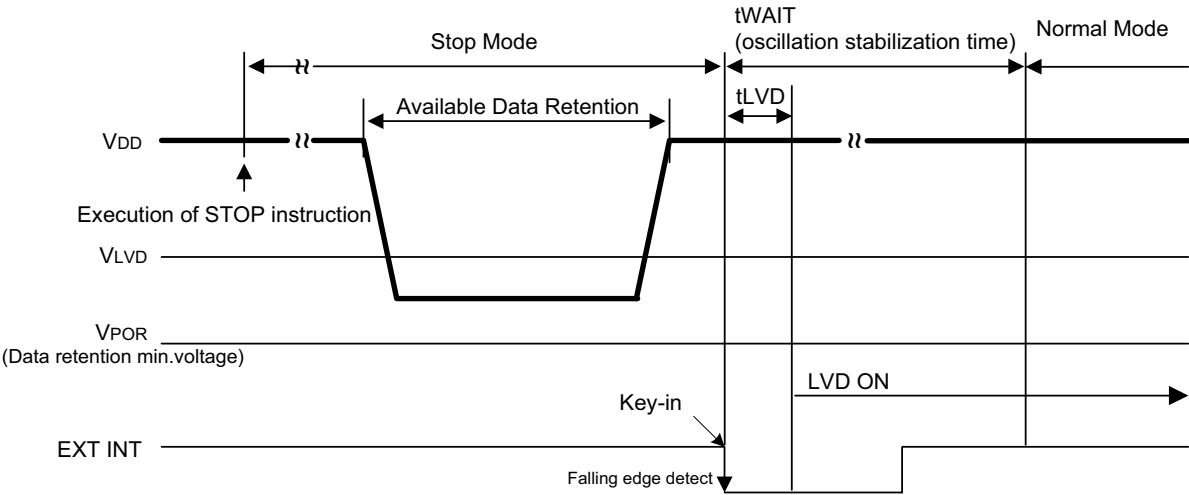 tWAIT
(oscillation stabilization time)
Stop Mode
Normal Mode
tLVD
Available Data Retention
VDD
Execution of STOP instruction
VLVD
VPOR
(Data retention min.voltage)
LVD ON
Key-in
EXT INT
Falling edge detect